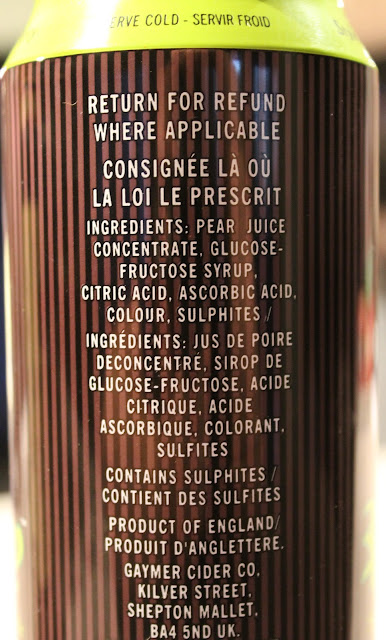 SERVE COLD - SERVIR FROID
RETURN FOR REFUND
WHERE APPLICABLE
CONSIGNÉE LÀ OÙ
LA LOI LE PRESCRIT
INGREDIENTS: PEAR JUICE
CONCENTRATE, GLUCOSE-
FRUCTOSE SYRUP,
CITRIC ACID, ASCORBIC ACID,
COLOUR, SULPHITES /
INGRÉDIENTS: JUS DE POIRE
DECONCENTRÉ, SIROP DE
GLUCOSE-FRUCTOSE, ACIDE
CITRIQUE, ACIDE
ASCORBIQUE, COLORANT,
SULFITES
CONTAINS SULPHITES /
CONTIENT DES SULFITES
PRODUCT OF ENGLAND/
PRODUIT D'ANGLETTERE.
GAYMER CIDER CO,
KILVER STREET,
SHEPTON MALLET,
BA4 5ND UK.